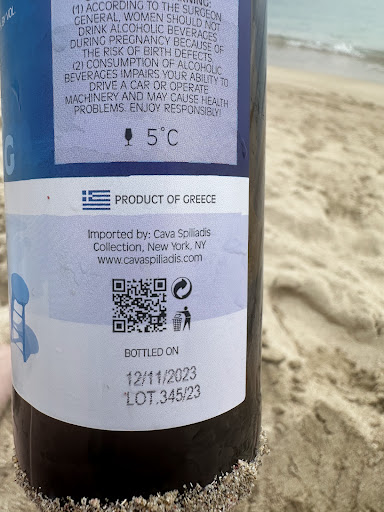 (1) ACCORDING TO THE SURGEON
GENERAL, WOMEN SHOULD NOT
DRINK ALCOHOLIC BEVERAGES
DURING PREGNANCY BECAUSE OF
THE RISK OF BIRTH DEFECTS.
(2) CONSUMPTION OF ALCOHOLIC
BEVERAGES IMPAIRS YOUR ABILITY TO
DRIVE A CAR OR OPERATE
MACHINERY AND MAY CAUSE HEALTH
PROBLEMS. ENJOY RESPONSIBLY!
5°C
G
PRODUCT OF GREECE
Imported by: Cava Spiliadis
Collection, New York, NY
www.cavaspiliadis.com
BOTTLED ON
12/11/2023
LOT.345/23